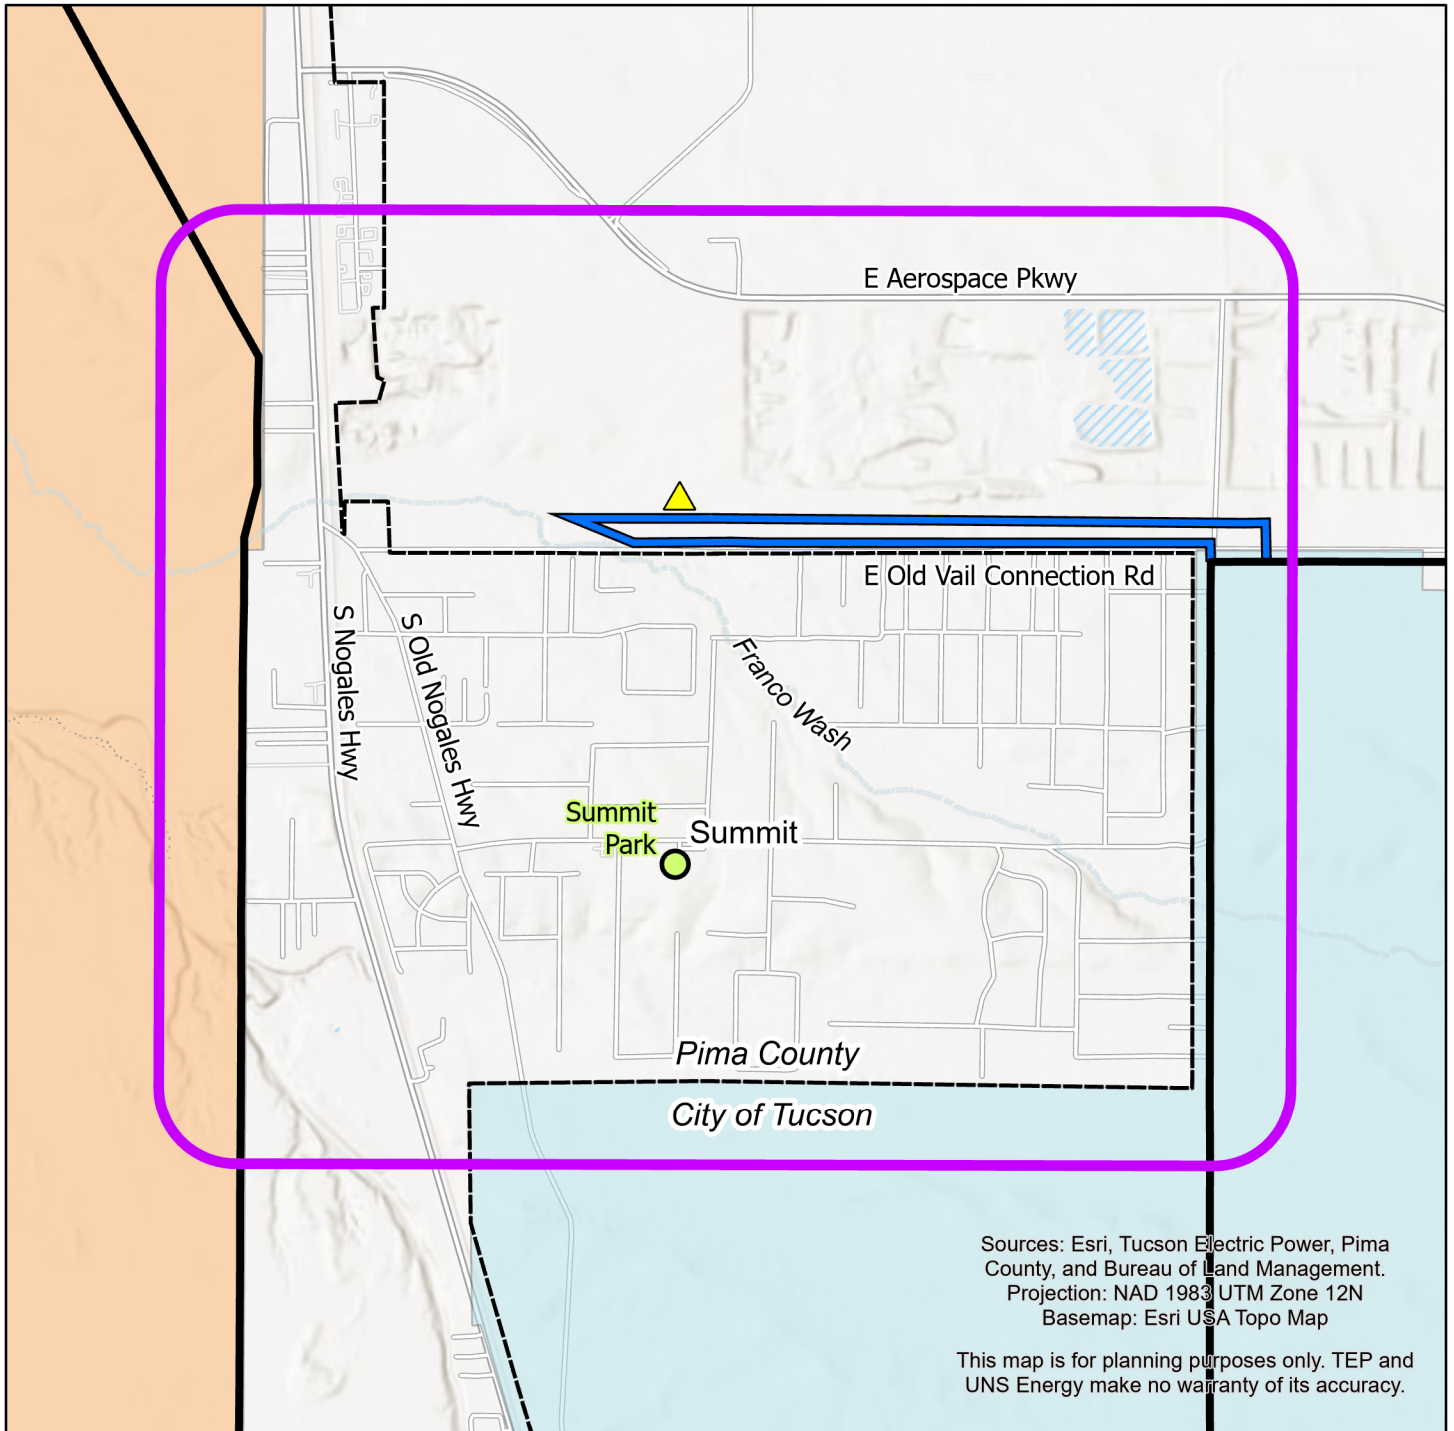 E Aerospace Pkwy
E Old Vail Connection Rd
S Nogales Hwy
S Old Nogales Hwy
Franco Wash
Summit
Park
Summit
Pima County
City of Tucson
Sources: Esri, Tucson Electric Power, Pima
County, and Bureau of Land Management.
Projection: NAD 1983 UTM Zone 12N
Basemap: Esri USA Topo Map
This map is for planning purposes only. TEP and
UNS Energy make no warranty of its accuracy.